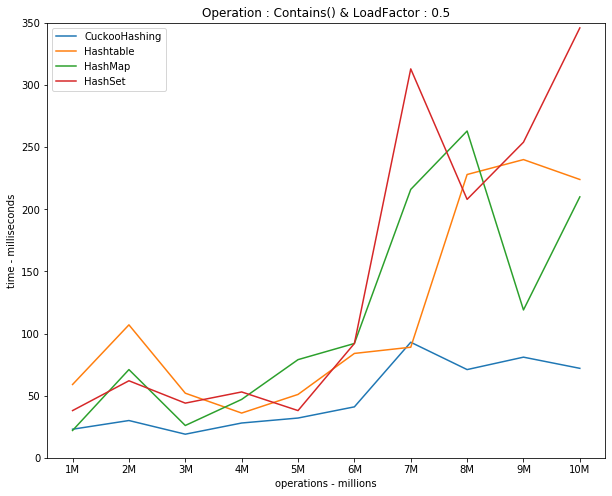 Operation : Contains() & LoadFactor : 0.5
CuckooHashing
Hashtable
HashMap
HashSet
time - milliseconds
350
300
250
200
150
100
50
0
1M 2M 3M 4M 5M 6M 7M 8M 9M 10M
operations - millions